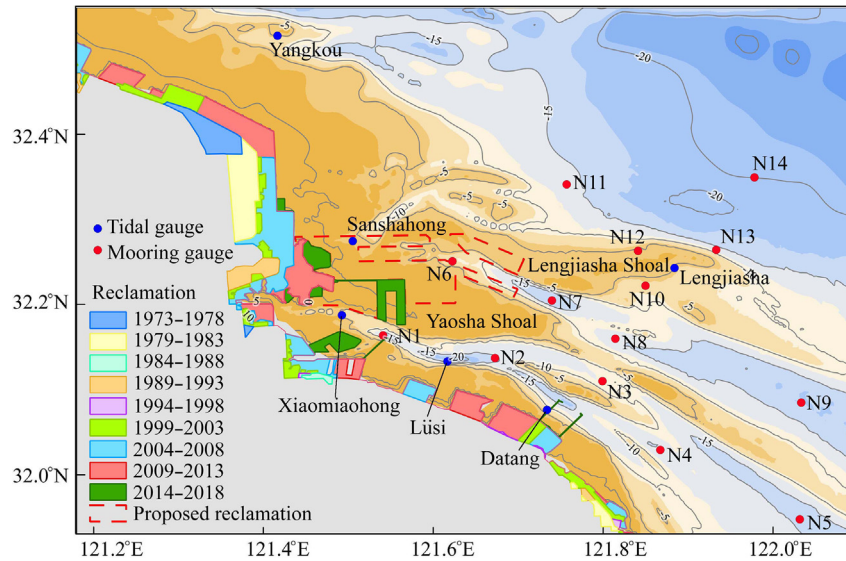 -5
-15
-20
Yangkou
32.4°N
-15
N14
N11
-5
-20
-10
Tidal gauge
Sanshahong
N12
N13
Mooring gauge
N6
Lengjiasha Shoal
Lengjiasha
Reclamation
-15
N10
32.2°N
-5
0
N7
-5
1973–1978
10
Yaosha Shoal
1979–1983
N1
-15
N8
1984–1988
-15
-20
N2
-10
-5
1989–1993
N3
N9
1994–1998
Xiaomiaohong
Lüsi
-5
-15
1999–2003
Datang
-10
N4
2004–2008
32.0°N
2009–2013
2014–2018
-5
Proposed reclamation
N5
121.2°E
121.4°E
121.6°E
121.8°E
122.0°E